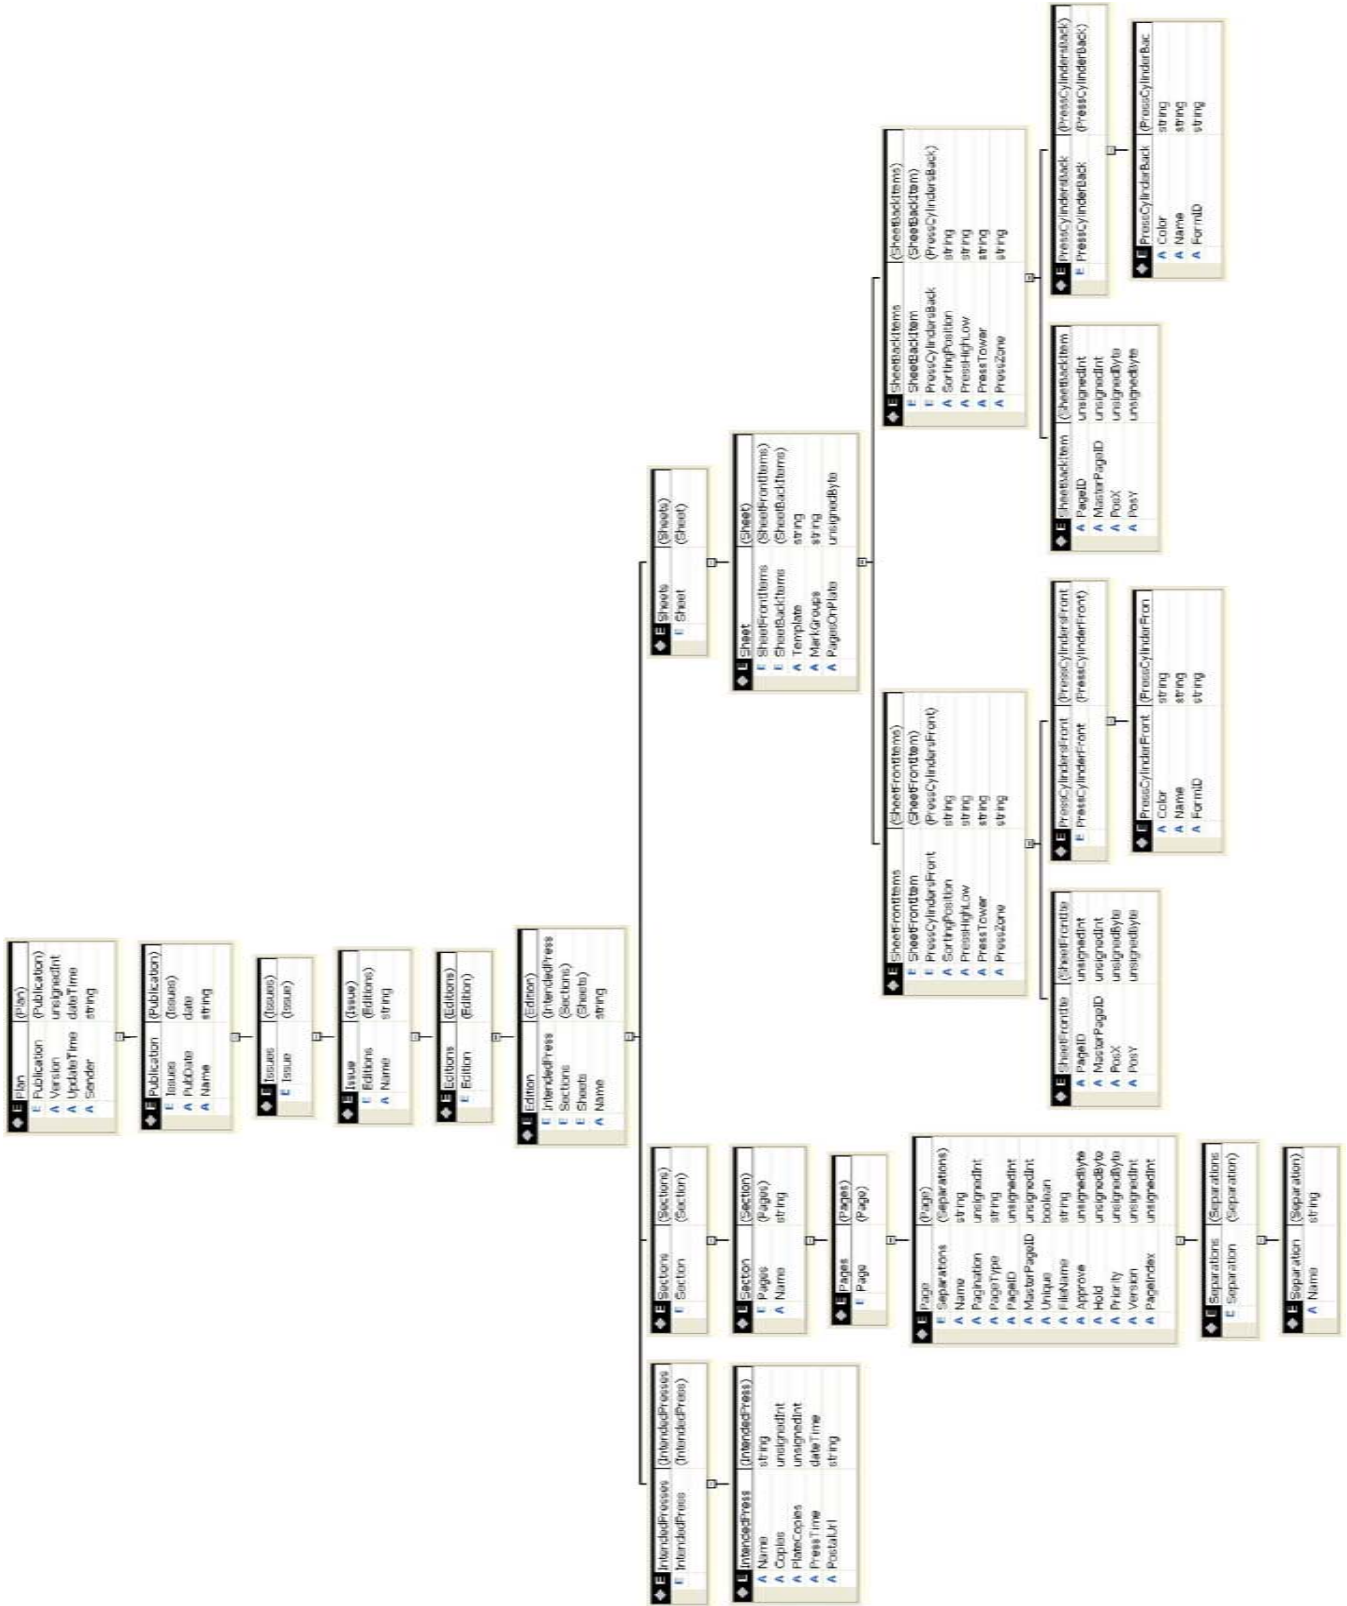 E Plan (Plan)
E Publication (Publication)
A Version unsignedInt
A UpdateTime dateTime
A Sender string
E Publication (Publication)
E Issues (Issues)
A PubDate date
A Name string
E Issues (Issues)
E Issue (Issue)
E Issue (Issue)
E Editions (Editions)
A Name string
E Editions (Editions)
E Edition (Edition)
E Edition (Edition)
E IntendedPress (IntendedPress
E Sections (Sections)
E Sheets (Sheets)
A Name string
E IntendedPresses (IntendedPresses
E IntendedPress (IntendedPress)
E IntendedPress (IntendedPress)
A Name string
A Copies unsignedInt
A PlateCopies unsignedInt
A PressTime dateTime
A PostalUrl string
E Sections (Sections)
E Section (Section)
E Section (Section)
E Pages (Pages)
A Name string
E Pages (Pages)
E Page (Page)
E Page (Page)
E Separations (Separations)
A Name string
A Pagination unsignedInt
A PageType string
A PageID unsignedInt
A MasterPageID unsignedInt
A Unique boolean
A FileName string
A Approve unsignedByte
A Hold unsignedByte
A Priority unsignedByte
A Version unsignedInt
A PageIndex unsignedInt
E Separations (Separations
E Separation (Separation)
E Separation (Separation)
A Name string
E Sheets (Sheets)
E Sheet (Sheet)
E Sheet (Sheet)
E SheetFrontItems (SheetFrontItems)
E SheetBackItems (SheetBackItems)
A Template string
A MarkGroups string
A PagesOnPlate unsignedByte
E SheetFrontItems (SheetFrontItems)
E SheetFrontItem (SheetFrontItem)
E PressCylindersFront (PressCylindersFront)
A SortingPosition string
A PressHighLow string
A PressTower string
A PressZone string
E SheetFrontIte (SheetFrontIte
A PageID unsignedInt
A MasterPageID unsignedInt
A PosX unsignedByte
A PosY unsignedByte
E PressCylindersFront (PressCylindersFront
E PressCylinderFront (PressCylinderFront)
E PressCylinderFront (PressCylinderFron
A Color string
A Name string
A FormID string
E SheetBackItems (SheetBackItems)
E SheetBackItem (SheetBackItem)
E PressCylindersBack (PressCylindersBack)
A SortingPosition string
A PressHighLow string
A PressTower string
A PressZone string
E SheetBackItem (SheetBackItem
A PageID unsignedInt
A MasterPageID unsignedInt
A PosX unsignedByte
A PosY unsignedByte
E PressCylindersBack (PressCylindersBack)
E PressCylinderBack (PressCylinderBack)
E PressCylinderBack (PressCylinderBac
A Color string
A Name string
A FormID string